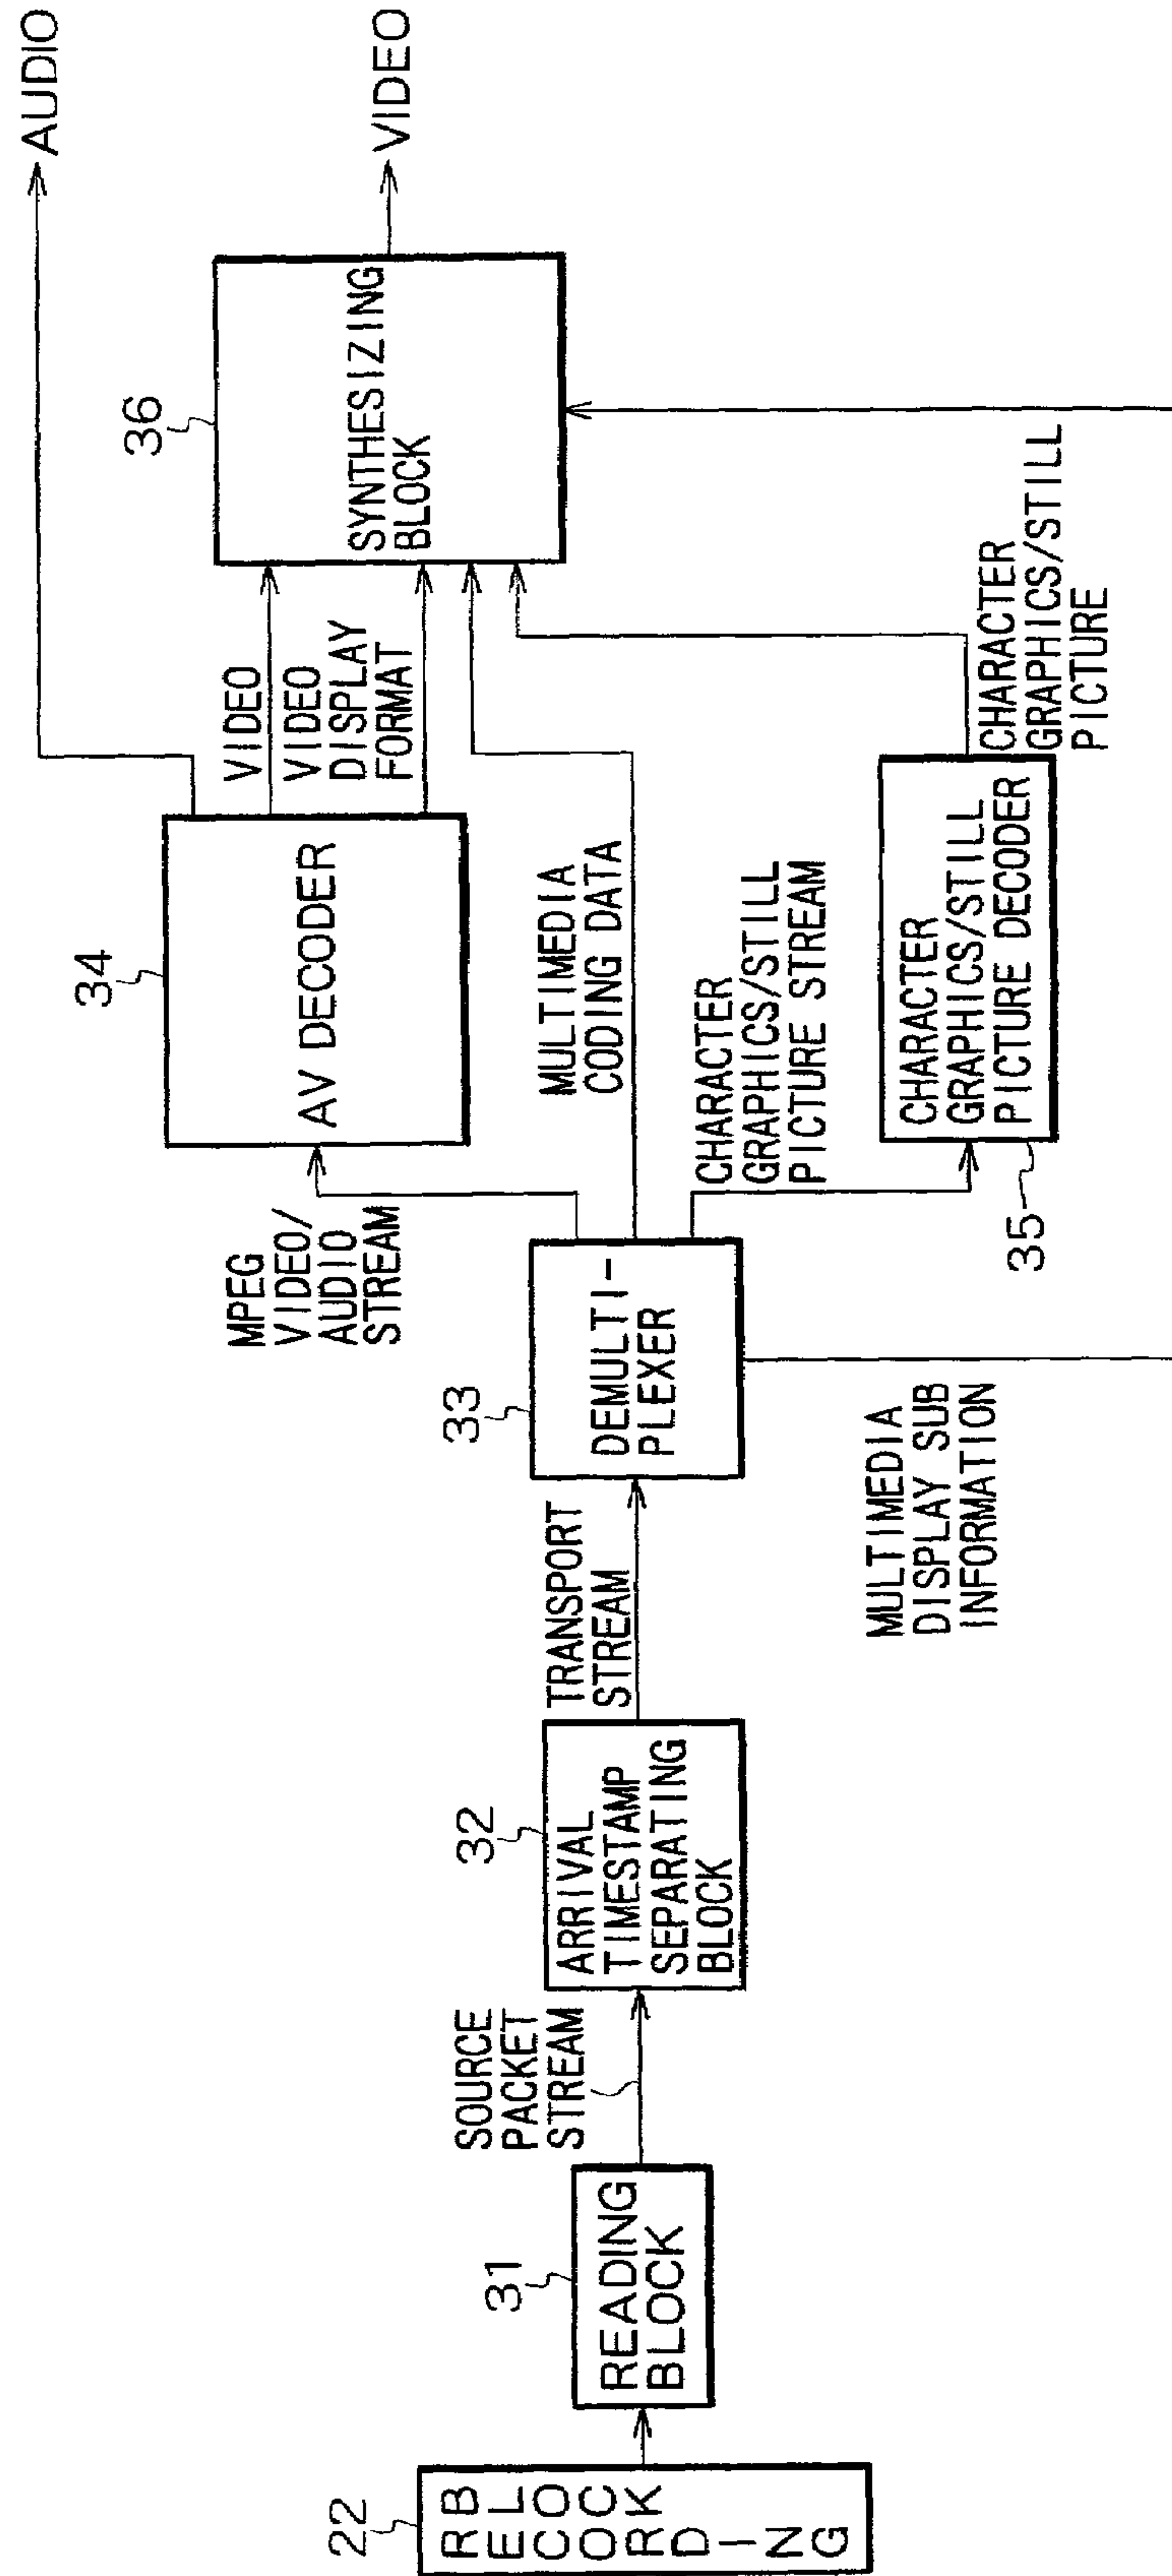 22
RECORDING
BLOCK
31
READING
BLOCK
SOURCE
PACKET
STREAM
32
ARRIVAL
TIMESTAMP
SEPARATING
BLOCK
TRANSPORT
STREAM
33
DEMULTI-
PLEXER
MPEG
VIDEO/
AUDIO
STREAM
34
AV DECODER
AUDIO
VIDEO
VIDEO
DISPLAY
FORMAT
MULTIMEDIA
CODING DATA
CHARACTER
GRAPHICS/STILL
PICTURE STREAM
35
CHARACTER
GRAPHICS/STILL
PICTURE DECODER
CHARACTER
GRAPHICS/STILL
PICTURE
MULTIMEDIA
DISPLAY SUB
INFORMATION
36
SYNTHESIZING
BLOCK
VIDEO